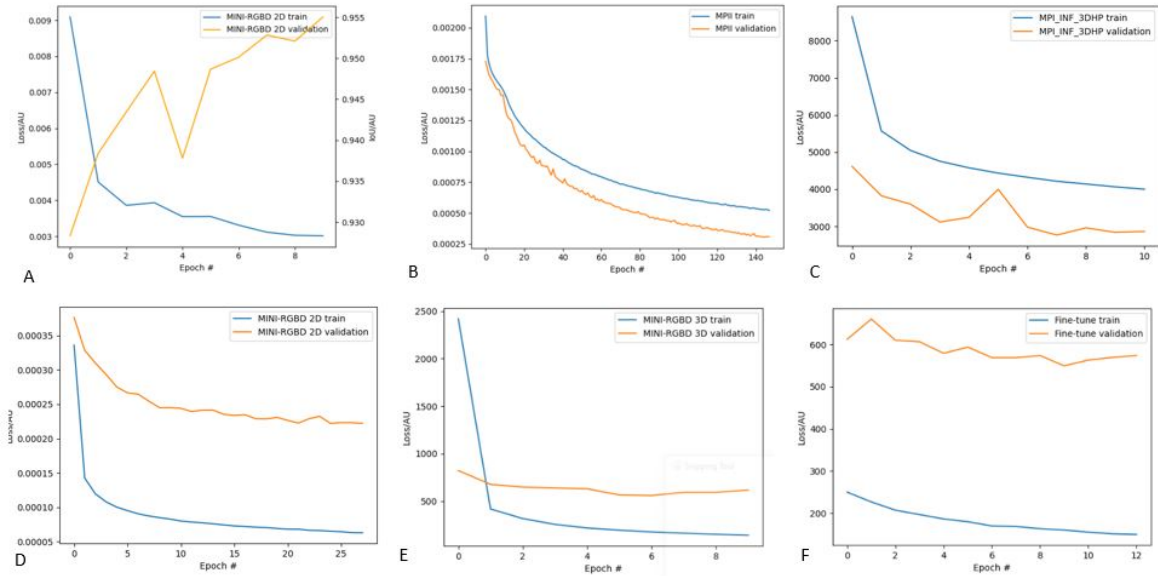 MINI-RGBD 2D train
MINI-RGBD 2D validation
0.009
0.008
0.007
0.006
0.005
0.004
0.003
Loss/AU
0.955
0.950
0.945
0.940
0.935
0.930
IoU/AU
0 2 4 6 8
Epoch #
A
MPII train
MPII validation
0.00200
0.00175
0.00150
0.00125
0.00100
0.00075
0.00050
0.00025
Loss/AU
0 20 40 60 80 100 120 140
Epoch #
B
MPI_INF_3DHP train
MPI_INF_3DHP validation
8000
7000
6000
5000
4000
3000
Loss/AU
0 2 4 6 8 10
Epoch #
C
MINI-RGBD 2D train
MINI-RGBD 2D validation
0.00035
0.00030
0.00025
0.00020
0.00015
0.00010
0.00005
Loss/AU
0 5 10 15 20 25
Epoch #
D
MINI-RGBD 3D train
MINI-RGBD 3D validation
2500
2000
1500
1000
500
Loss/AU
0 2 4 6 8
Epoch #
E
Fine-tune train
Fine-tune validation
600
500
400
300
200
Loss/AU
0 2 4 6 8 10 12
Epoch #
F